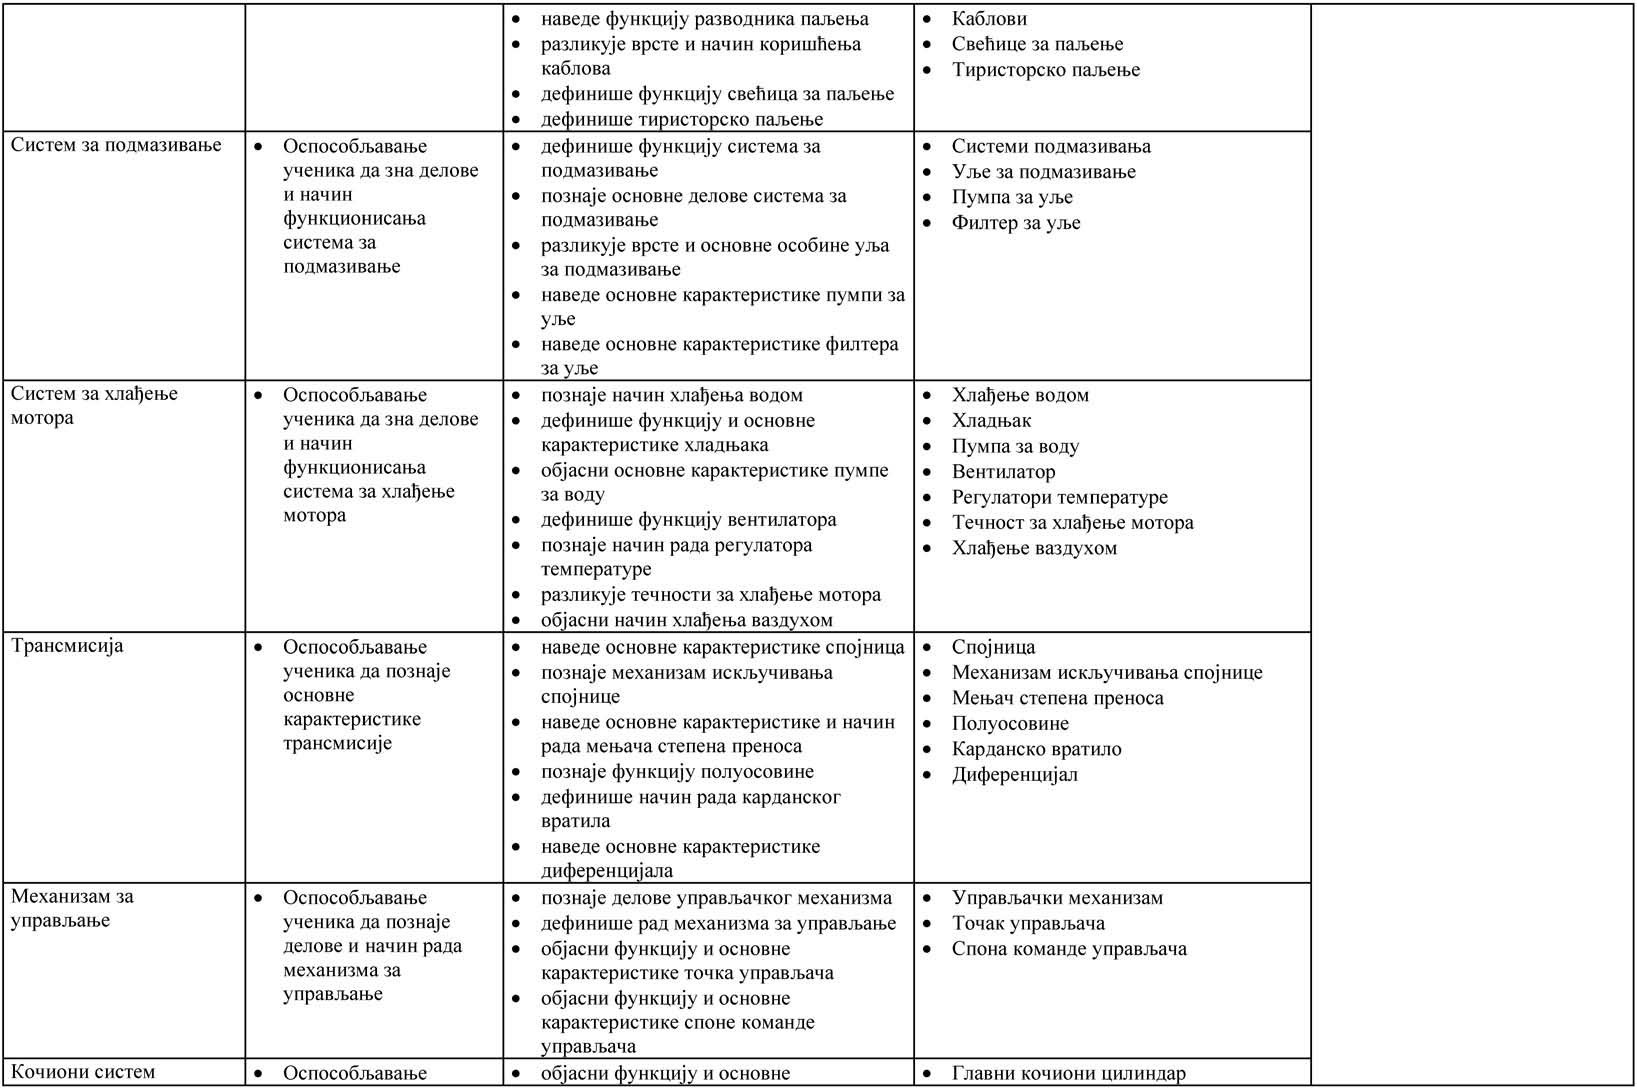 наведе функцију разводника паљења
разликује врсте и начин коришћења
каблова
дефинише функцију свећица за паљење
дефинише тиристорско паљење
Каблови
Свећице за паљење
Тиристорско паљење
Систем за подмазивање
Оспособљавање
ученика да зна делове
и начин
функционисања
система за
подмазивање
дефинише функцију система за
подмазивање
познаје основне делове система за
подмазивање
разликује врсте и основне особине уља
за подмазивање
наведе основне карактеристике пумпи за
уље
наведе основне карактеристике филтера
за уље
Системи подмазивања
Уље за подмазивање
Пумпа за уље
Филтер за уље
Систем за хлађење
мотора
Оспособљавање
ученика да зна делове
и начин
функционисања
система за хлађење
мотора
познаје начин хлађења водом
дефинише функцију и основне
карактеристике хладњака
објасни основне карактеристике пумпе
за воду
дефинише функцију вентилатора
познаје начин рада регулатора
температуре
разликује течности за хлађење мотора
објасни начин хлађења ваздухом
Хлађење водом
Хладњак
Пумпа за воду
Вентилатор
Регулатори температуре
Течност за хлађење мотора
Хлађење ваздухом
Трансмисија
Оспособљавање
ученика да познаје
основне
карактеристике
трансмисије
наведе основне карактеристике спојница
познаје механизам искључивања
спојнице
наведе основне карактеристике и начин
рада мењача степена преноса
познаје функцију полуосовине
дефинише начин рада карданског
вратила
наведе основне карактеристике
диференцијала
Спојница
Механизам искључивања спојнице
Мењач степена преноса
Полуосовине
Карданско вратило
Диференцијал
Механизам за
управљање
Оспособљавање
ученика да познаје
делове и начин рада
механизма за
управљање
познаје делове управљачког механизма
дефинише рад механизма за управљање
објасни функцију и основне
карактеристике точка управљача
објасни функцију и основне
карактеристике споне команде
управљача
Управљачки механизам
Точак управљача
Спона команде управљача
Кочиони систем
Оспособљавање
објасни функцију и основне
Главни кочиони цилиндар